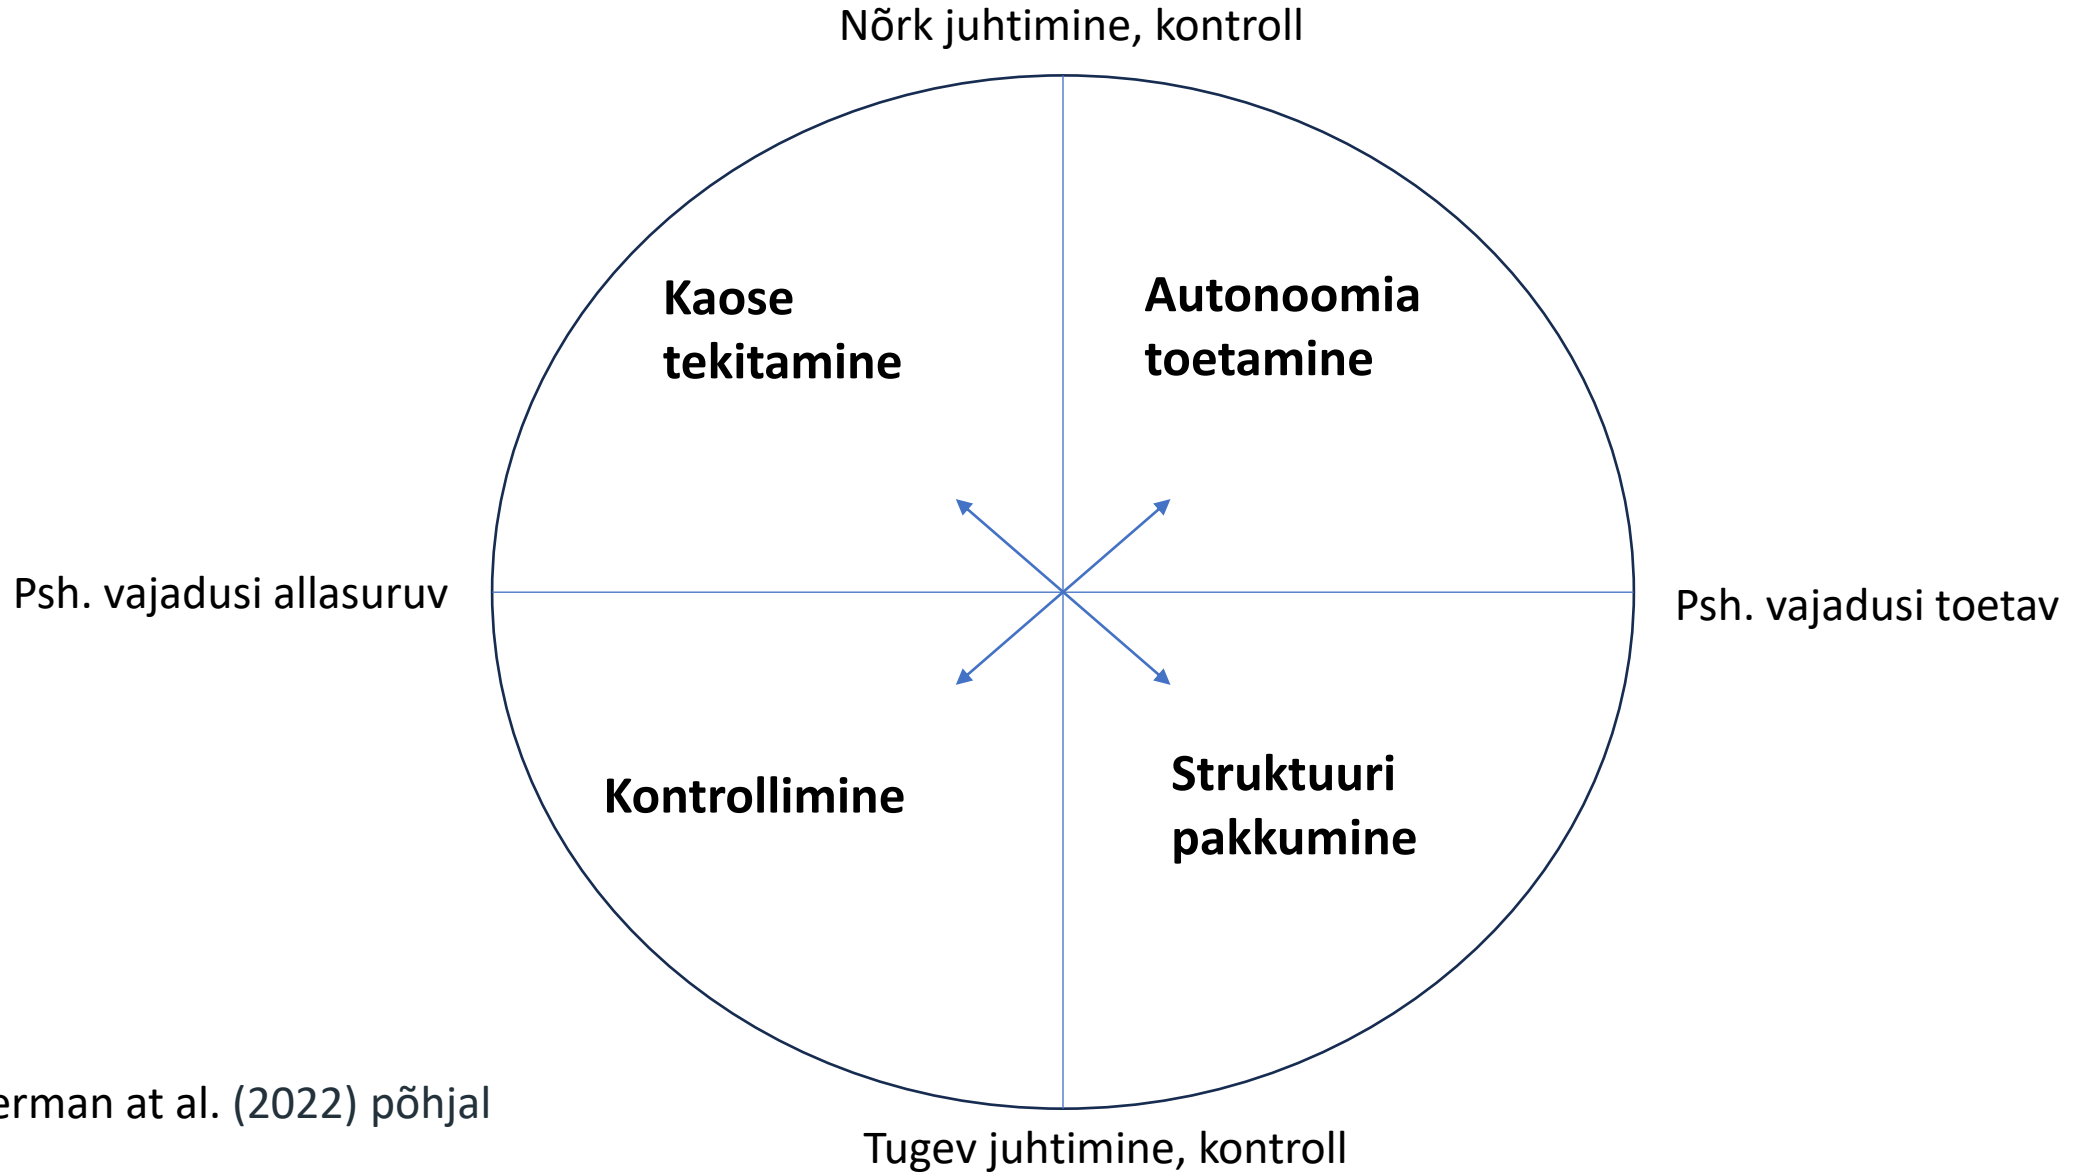 Nõrk juhtimine, kontroll
Kaose
tekitamine
Autonoomia
toetamine
Psh. vajadusi allasuruv
Psh. vajadusi toetav
Kontrollimine
Struktuuri
pakkumine
at al. (2022) põhjal
Tugev juhtimine, kontroll